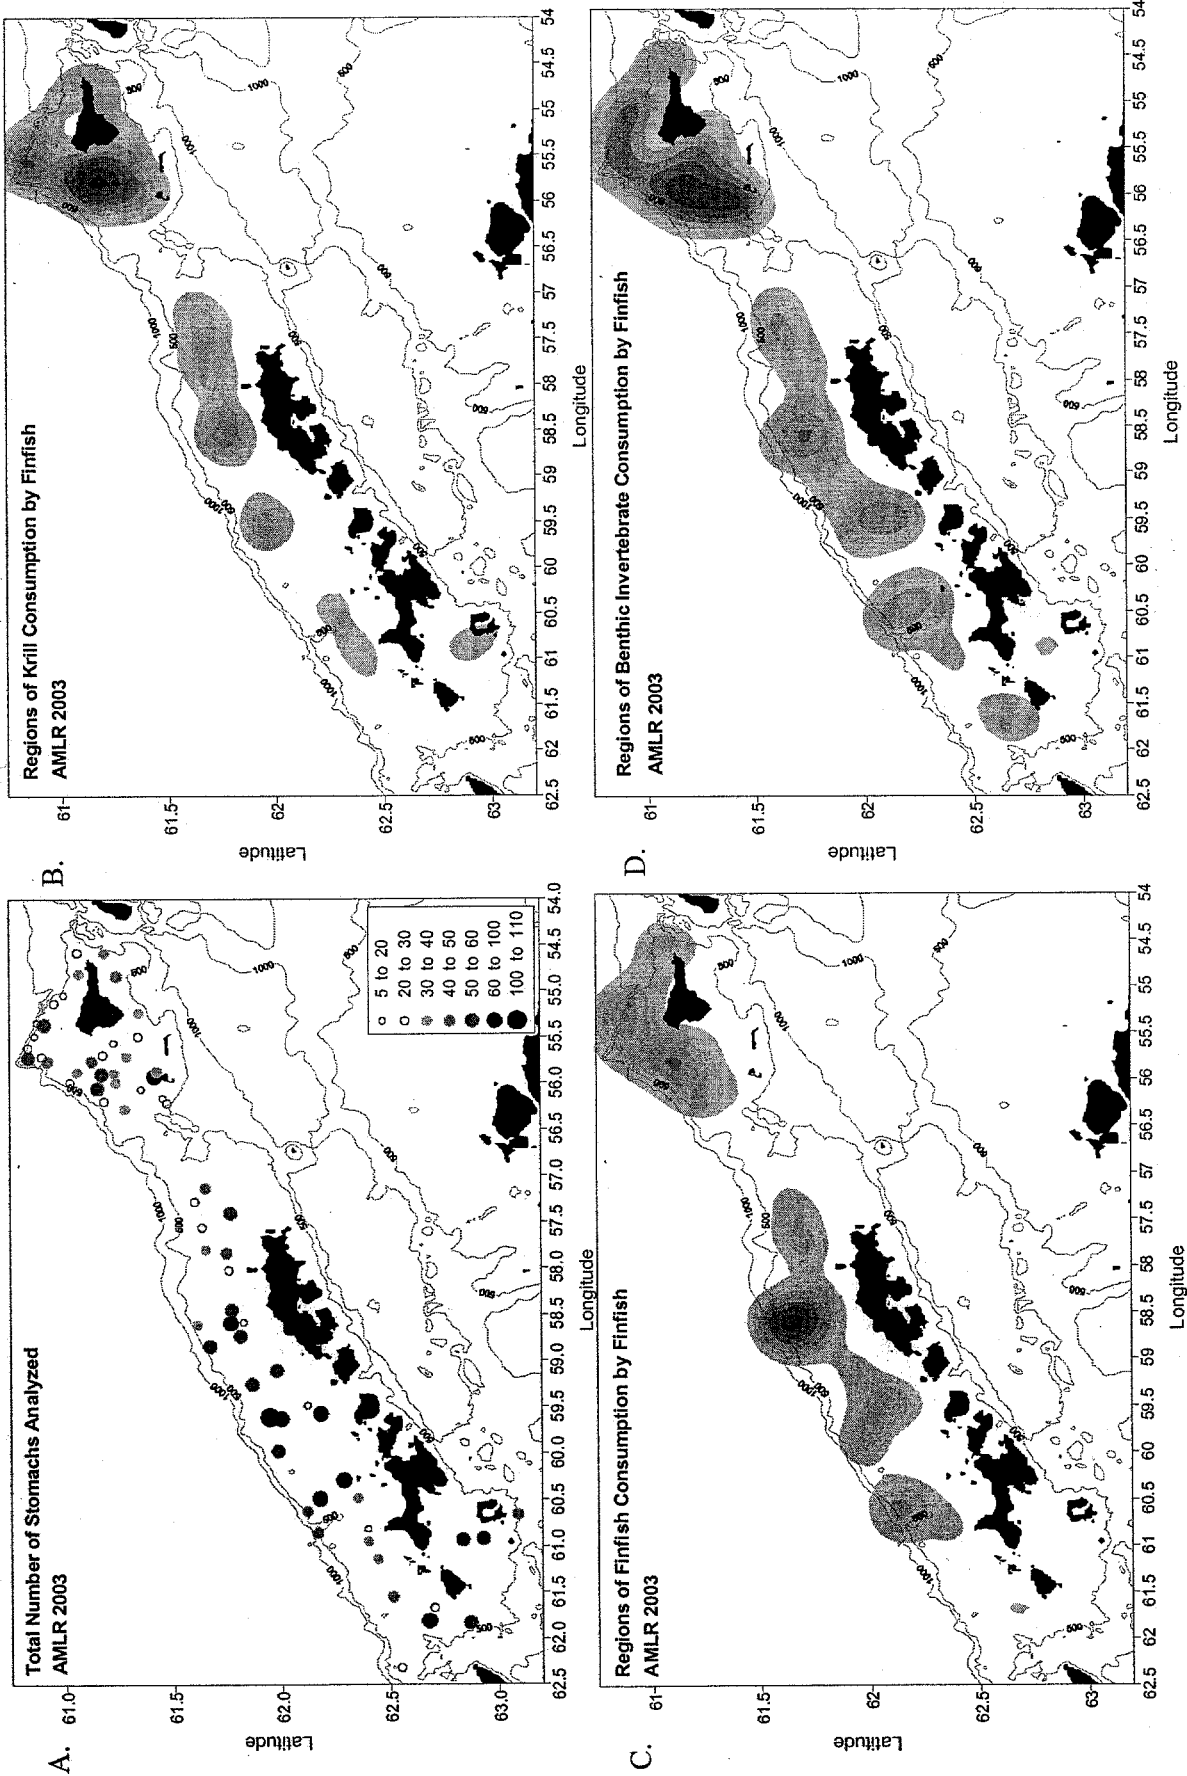 A.
Total Number of Stomachs Analyzed
AMLR 2003
61.0
61.5
62.0
62.5
63.0
Latitude
62.5 62.0 61.5 61.0 60.5 60.0 59.5 59.0 58.5 58.0 57.5 57.0 56.5 56.0 55.5 55.0 54.5 54.0
Longitude
5 to 20
20 to 30
30 to 40
40 to 50
50 to 60
60 to 100
100 to 110
500
1000
B.
Regions of Krill Consumption by Finfish
AMLR 2003
61
61.5
62
62.5
63
Latitude
62.5 62 61.5 61 60.5 60 59.5 59 58.5 58 57.5 57 56.5 56 55.5 55 54.5 54
Longitude
500
1000
C.
Regions of Finfish Consumption by Finfish
AMLR 2003
61
61.5
62
62.5
63
Latitude
62.5 62 61.5 61 60.5 60 59.5 59 58.5 58 57.5 57 56.5 56 55.5 55 54.5 54
Longitude
500
1000
D.
Regions of Benthic Invertebrate Consumption by Finfish
AMLR 2003
61
61.5
62
62.5
63
Latitude
62.5 62 61.5 61 60.5 60 59.5 59 58.5 58 57.5 57 56.5 56 55.5 55 54.5 54
Longitude
500
1000